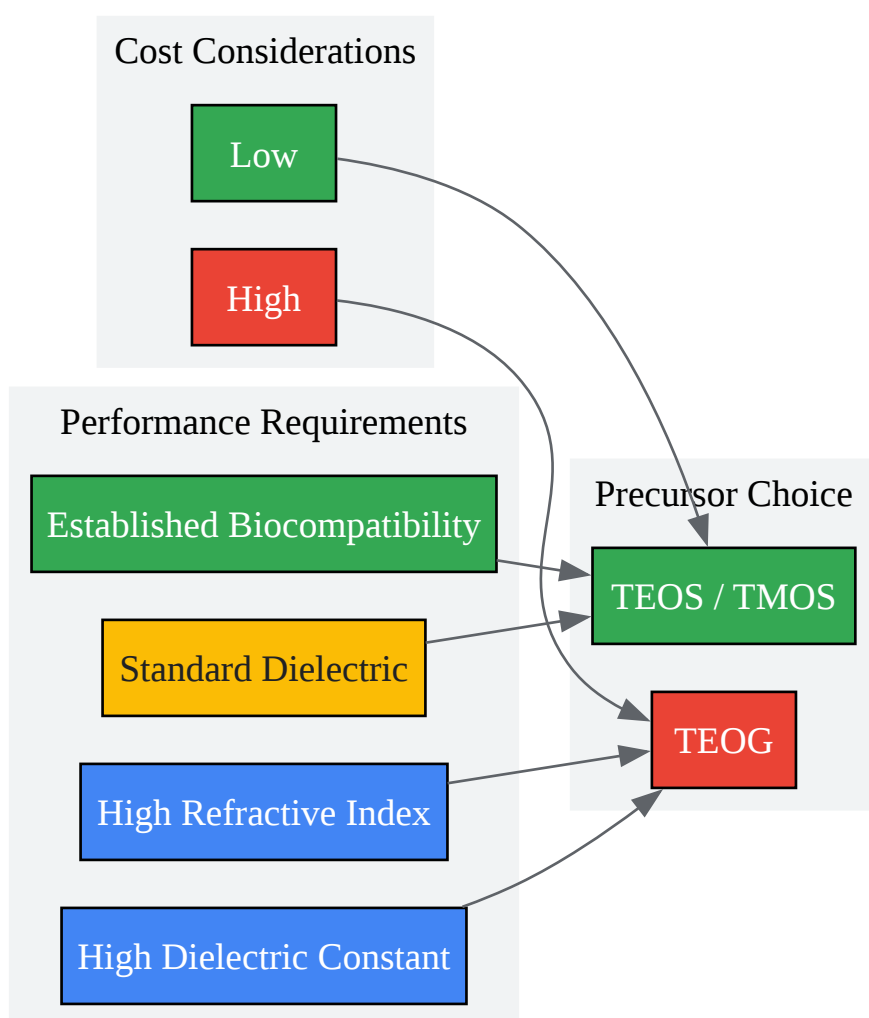 Cost Considerations
Low
High
Performance Requirements
Established Biocompatibility
Standard Dielectric
High Refractive Index
High Dielectric Constant
Precursor Choice
TEOS / TMOS
TEOG